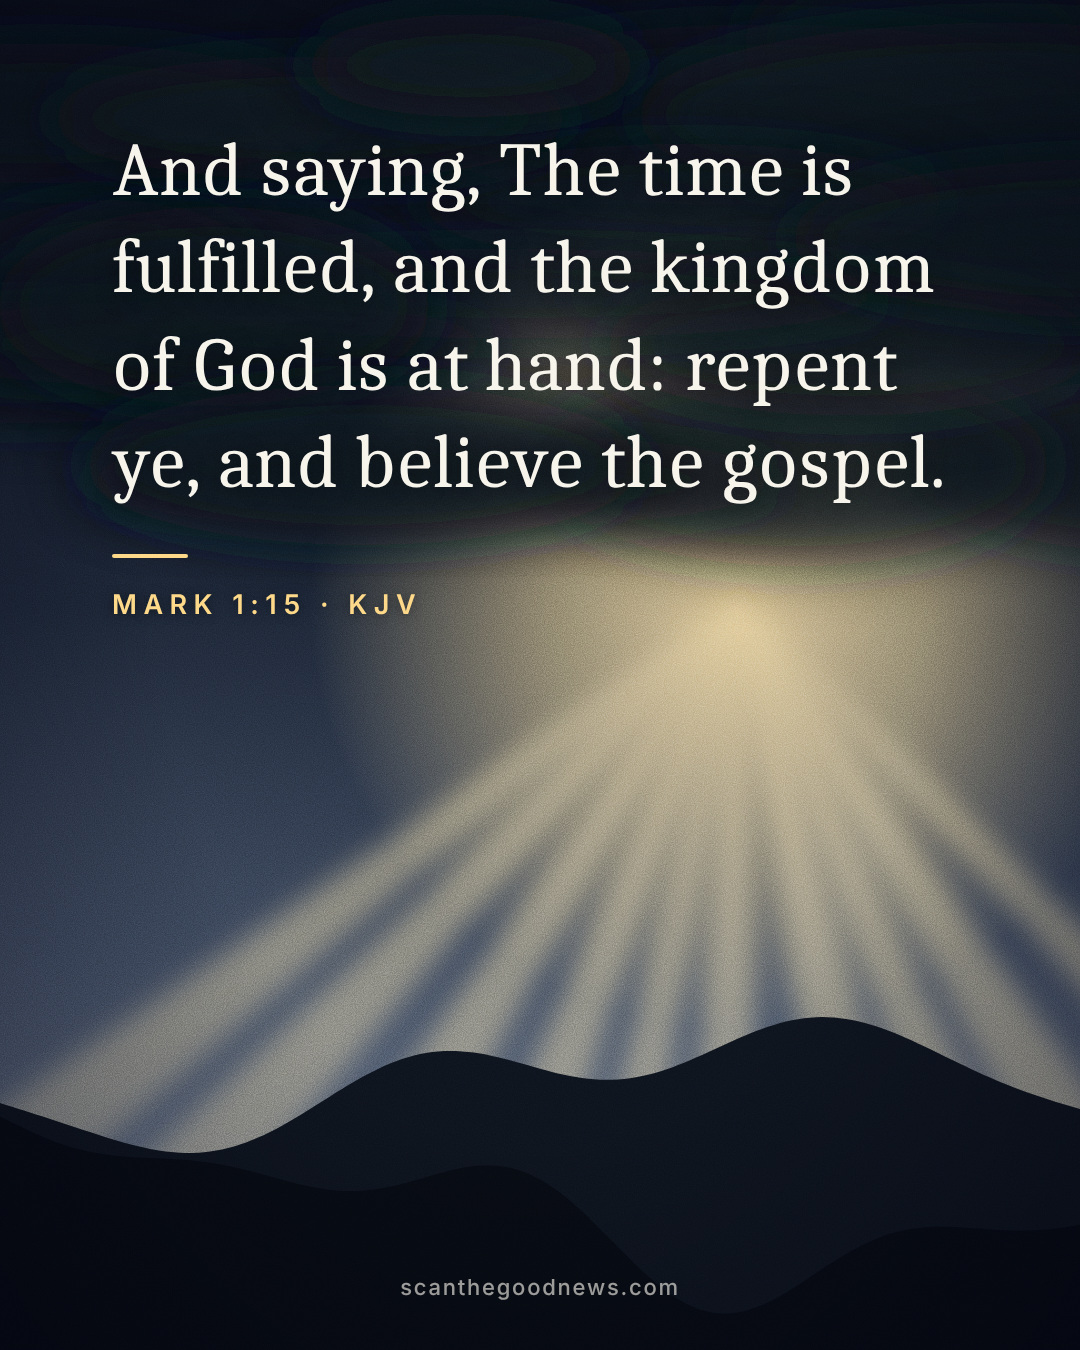 And saying, The time is
fulfilled, and the kingdom
of God is at hand: repent
ye, and believe the gospel.
MARK 1:15 · KJV
scanthegoodnews.com